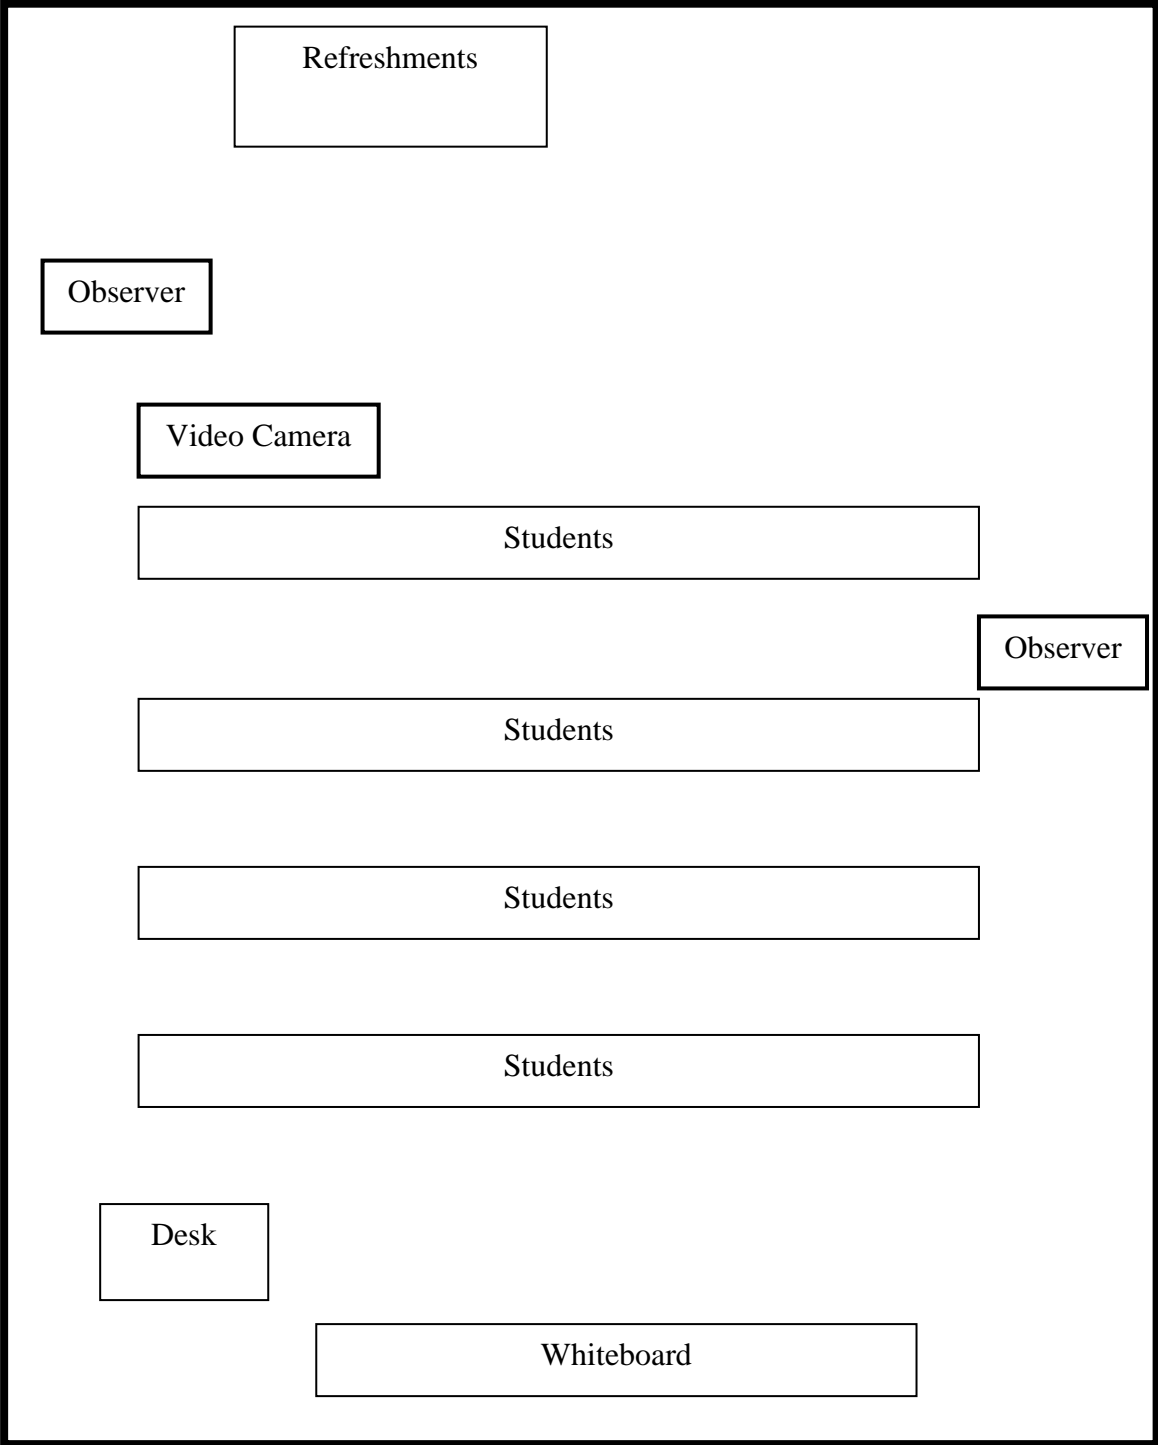 Refreshments
Observer
Video Camera
Students
Observer
Students
Students
Students
Desk
Whiteboard